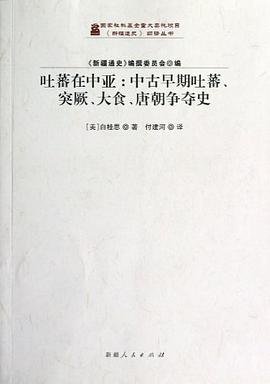 国家社科基金重大委托项目
《新疆通史》研究丛书
《新疆通史》编撰委员会◎编
吐蕃在中亚：中古早期吐蕃、
突厥、大食、唐朝争夺史
［美］白桂思 ◎ 著 付建河 ◎ 译
新疆人民出版社